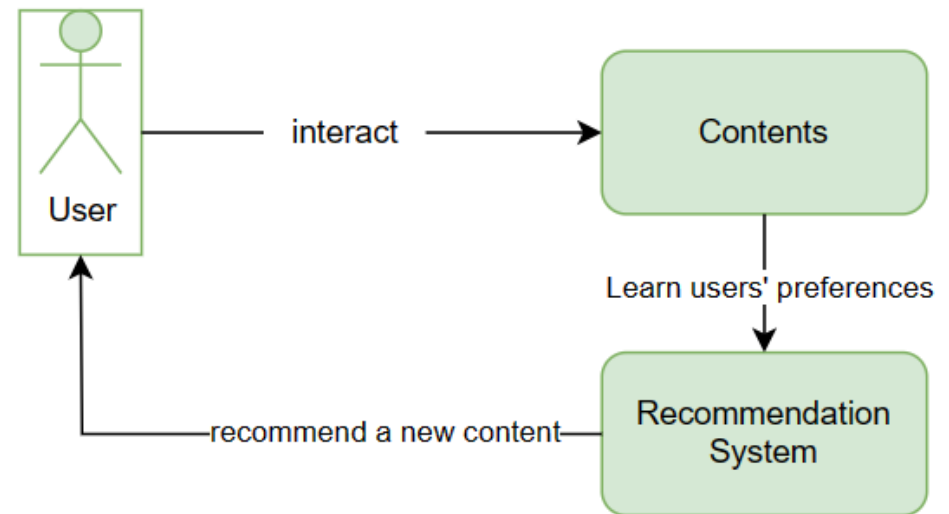 interact
Contents
User
Learn users' preferences
recommend a new content
Recommendation
System